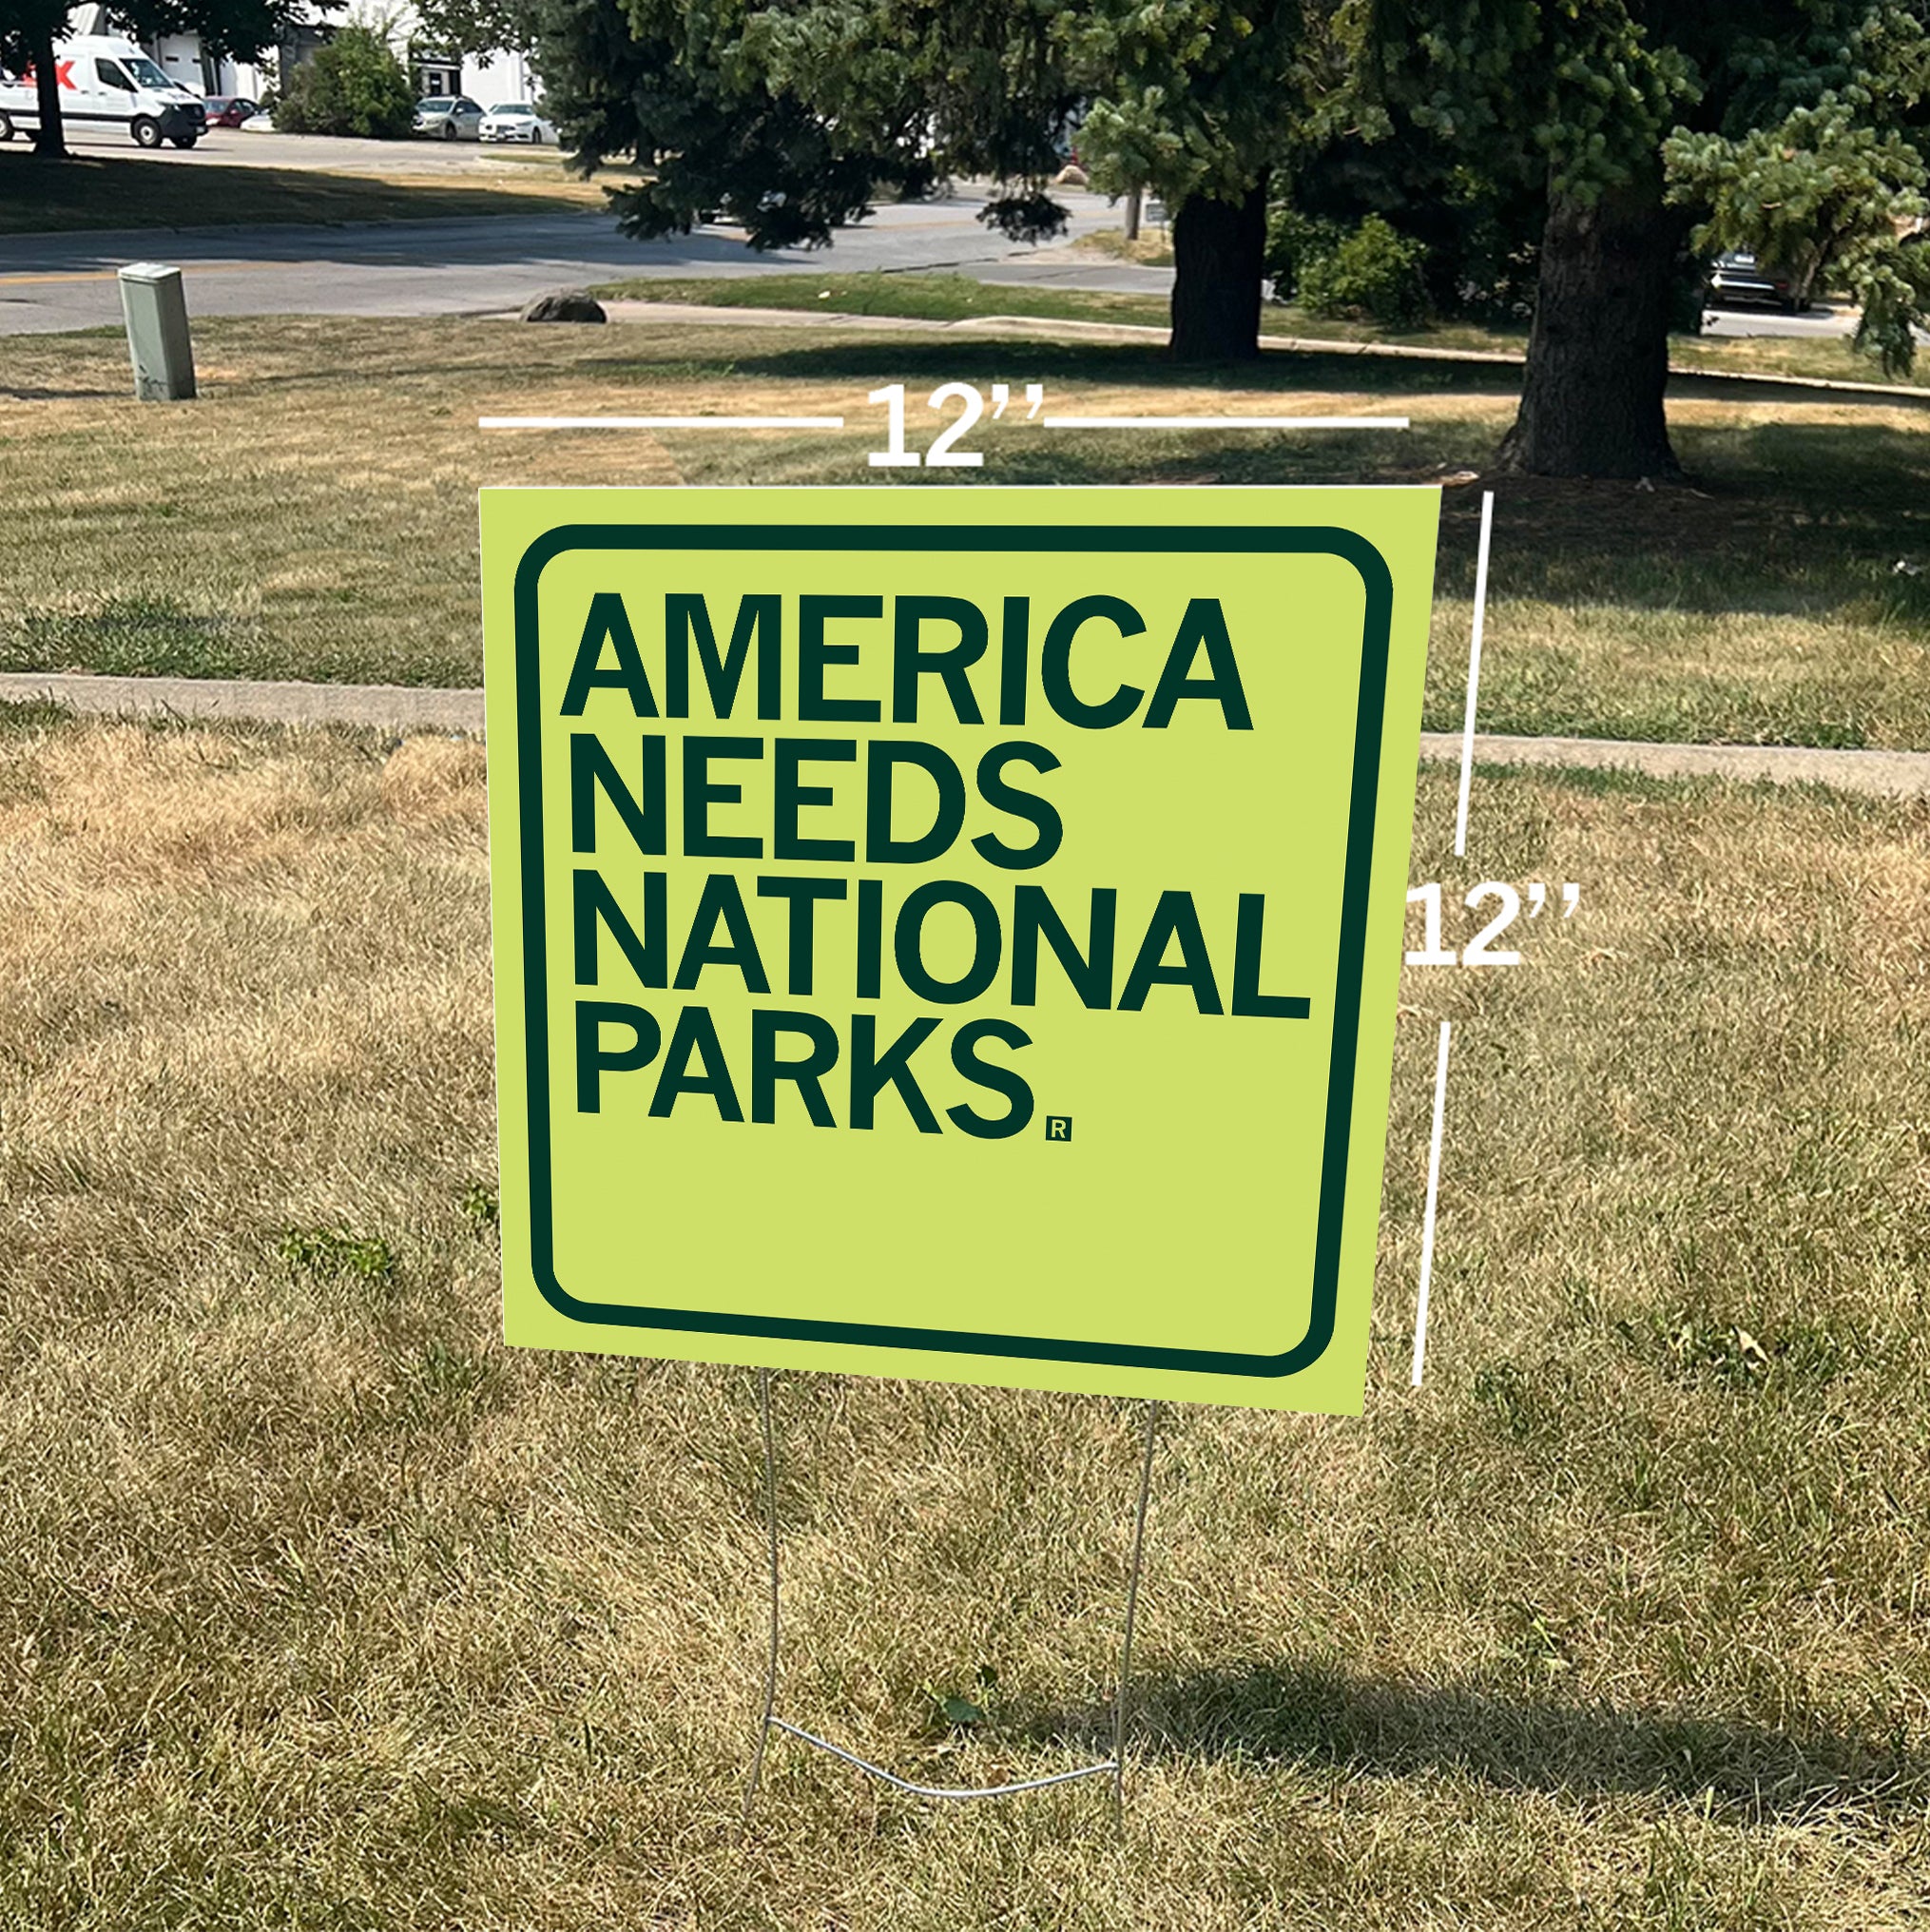 12’’
AMERICA
NEEDS
NATIONAL
PARKS.
R
12’’